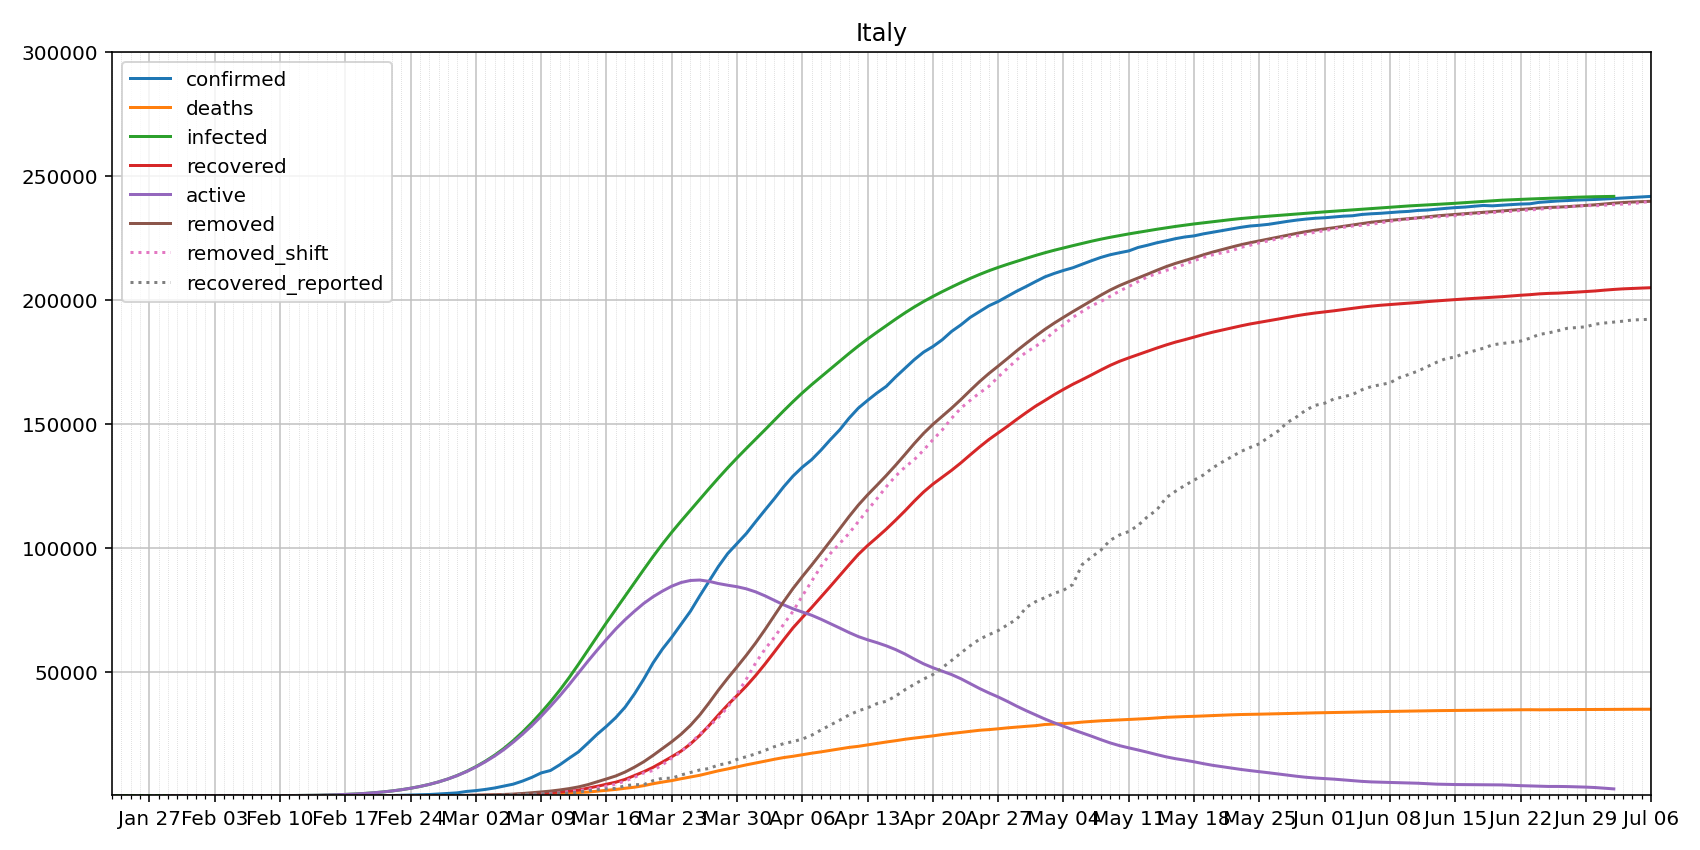 Italy
300000
250000
200000
150000
100000
50000
confirmed
deaths
infected
recovered
active
removed
removed_shift
recovered_reported
Jan 27 Feb 03 Feb 10 Feb 17 Feb 24 Mar 02 Mar 09 Mar 16 Mar 23 Mar 30 Apr 06 Apr 13 Apr 20 Apr 27 May 04 May 11 May 18 May 25 Jun 01 Jun 08 Jun 15 Jun 22 Jun 29 Jul 06